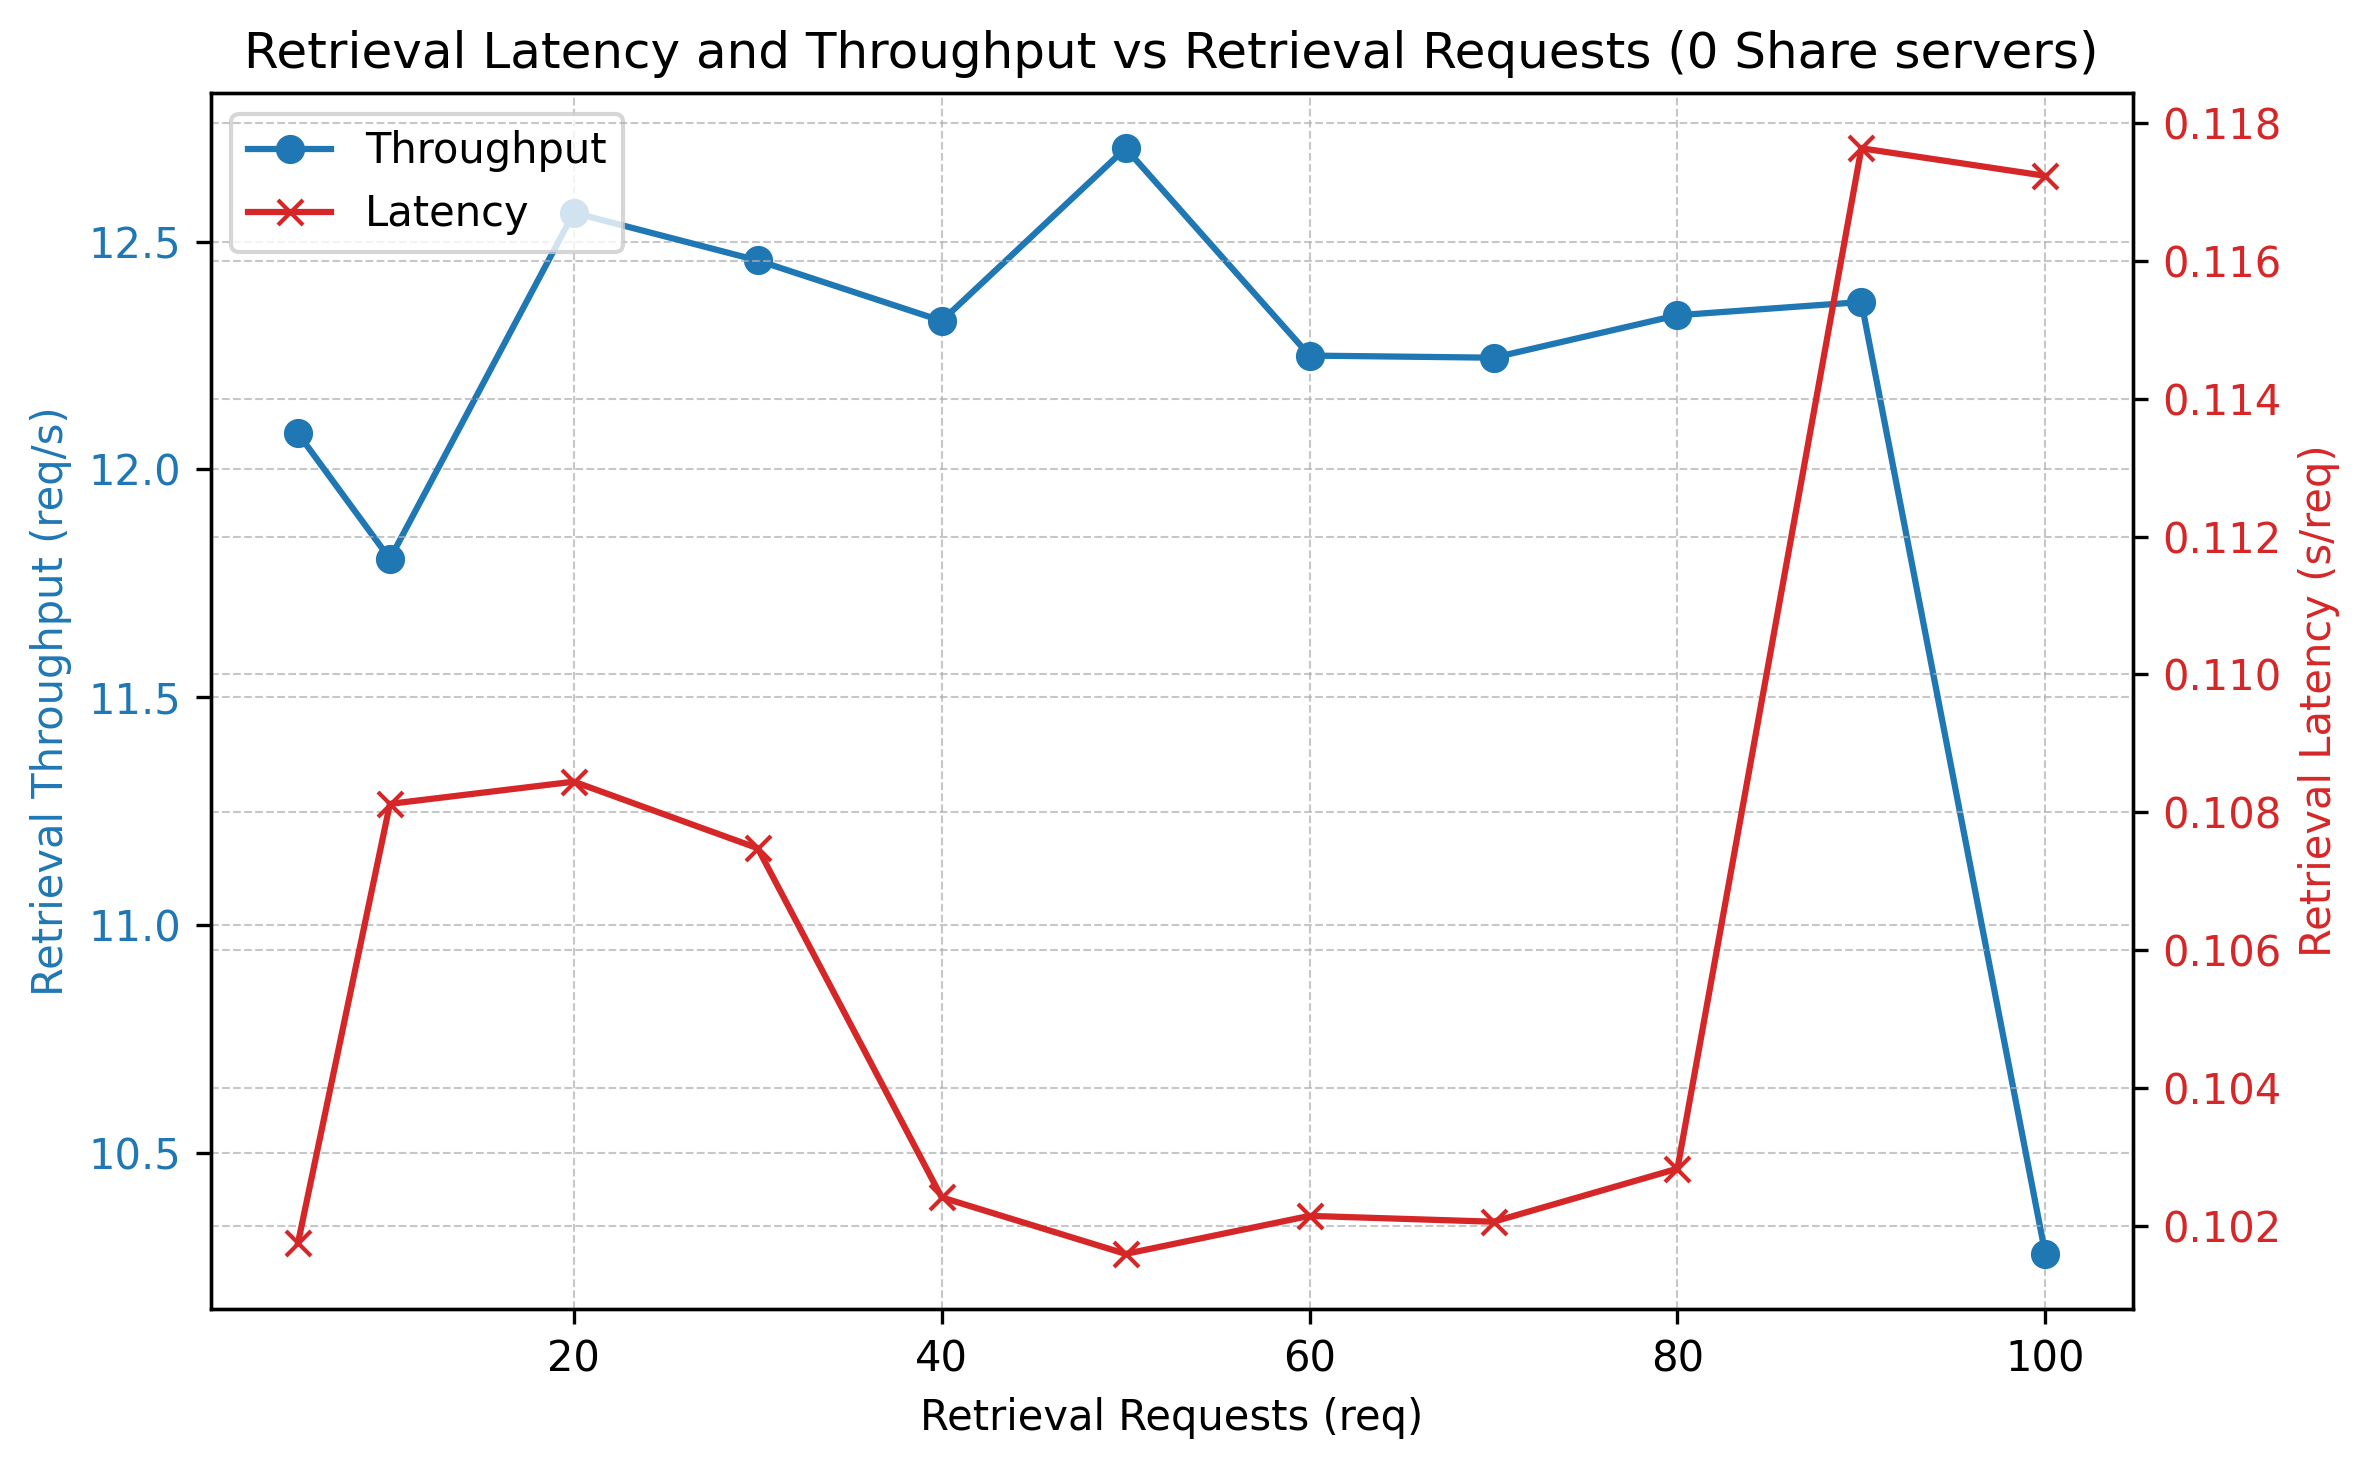 Retrieval Latency and Throughput vs Retrieval Requests (0 Share servers)
Throughput
Latency
Retrieval Throughput (req/s)
12.5
12.0
11.5
11.0
10.5
0.118
0.116
0.114
0.112
0.110
0.108
0.106
0.104
0.102
Retrieval Latency (s/req)
20 40 60 80 100
Retrieval Requests (req)